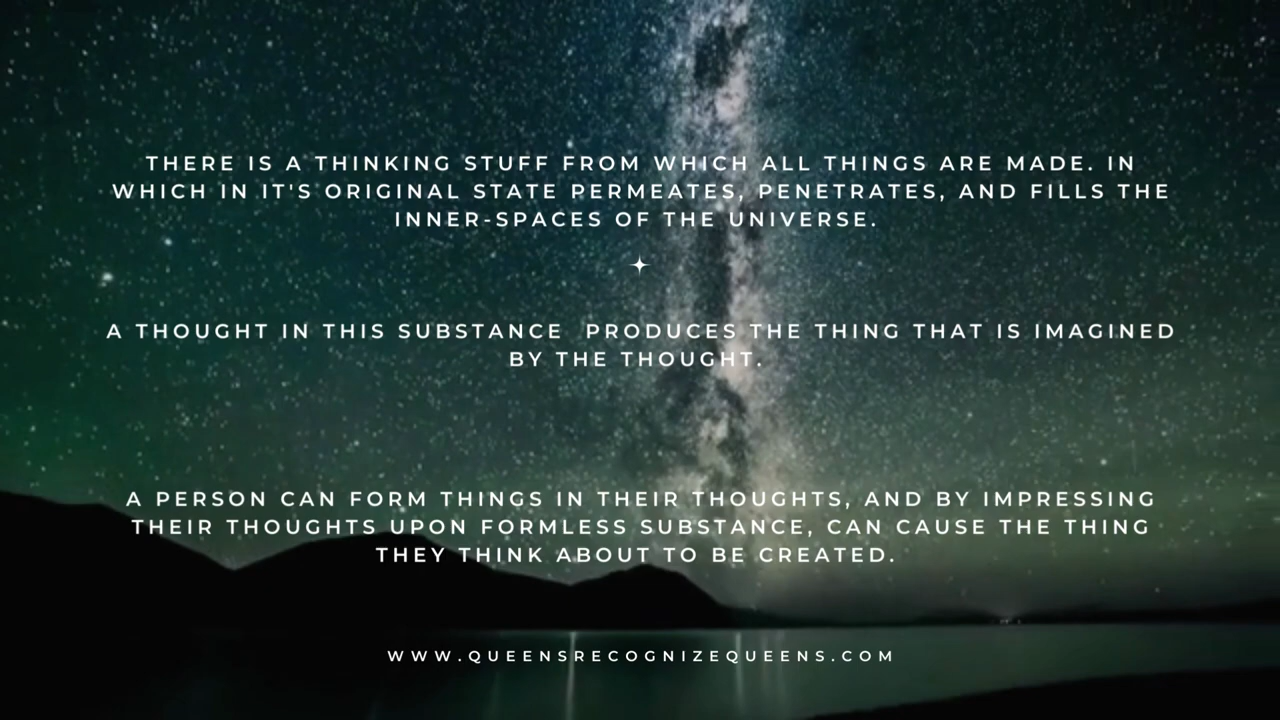 THERE IS A THINKING STUFF FROM WHICH ALL THINGS ARE MADE. IN
WHICH IN IT'S ORIGINAL STATE PERMEATES, PENETRATES, AND FILLS THE
INNER-SPACES OF THE UNIVERSE.
A THOUGHT IN THIS SUBSTANCE  PRODUCES THE THING THAT IS IMAGINED
BY THE THOUGHT.
A PERSON CAN FORM THINGS IN THEIR THOUGHTS, AND BY IMPRESSING
THEIR THOUGHTS UPON FORMLESS SUBSTANCE, CAN CAUSE THE THING
THEY THINK ABOUT TO BE CREATED.
WWW.QUEENSRECOGNIZEQUEENS.COM